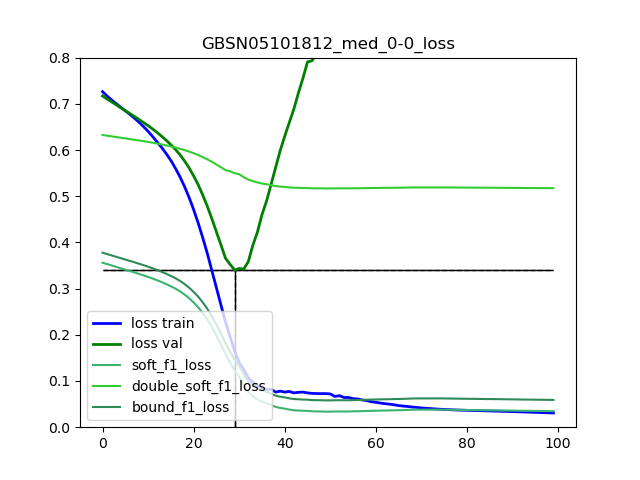 GBSN05101812_med_0-0_loss
0.8
0.7
0.6
0.5
0.4
0.3
0.2
0.1
0.0
loss train
loss val
soft_f1_loss
double_soft_f1_loss
bound_f1_loss
0 20 40 60 80 100